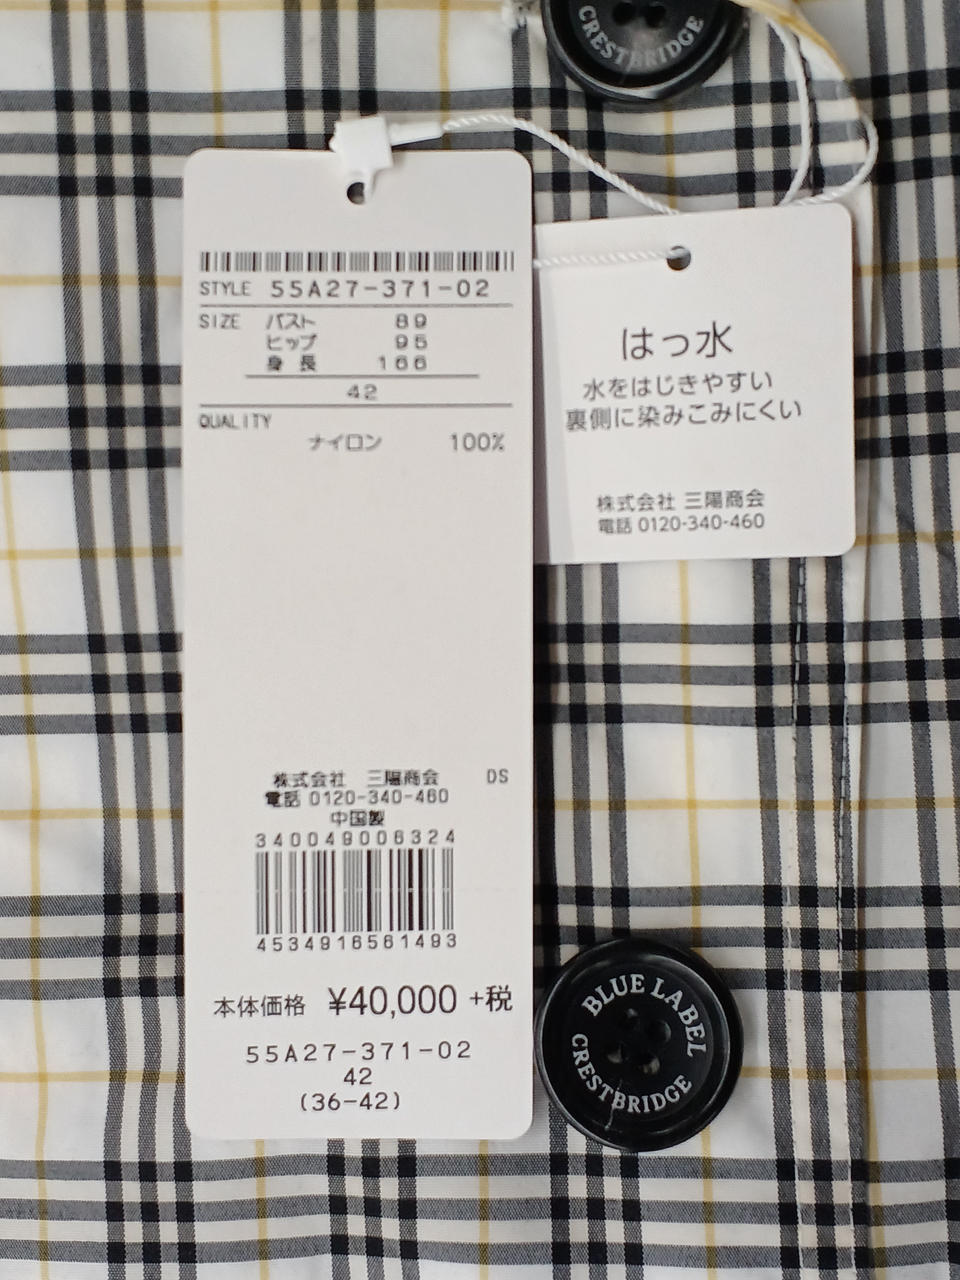 CRESTBRIDGE
STYLE 55A27-371-02
SIZE バスト 89
ヒップ 95
身長 166
42
QUALITY
ナイロン 100%
株式会社 三陽商会 DS
電話 0120-340-460
中国製
340049006324
4534916561493
本体価格 ¥40,000 +税
55A27-371-02
42
(36-42)
はっ水
水をはじきやすい
裏側に染みこみにくい
株式会社 三陽商会
電話 0120-340-460
BLUE LABEL
CRESTBRIDGE